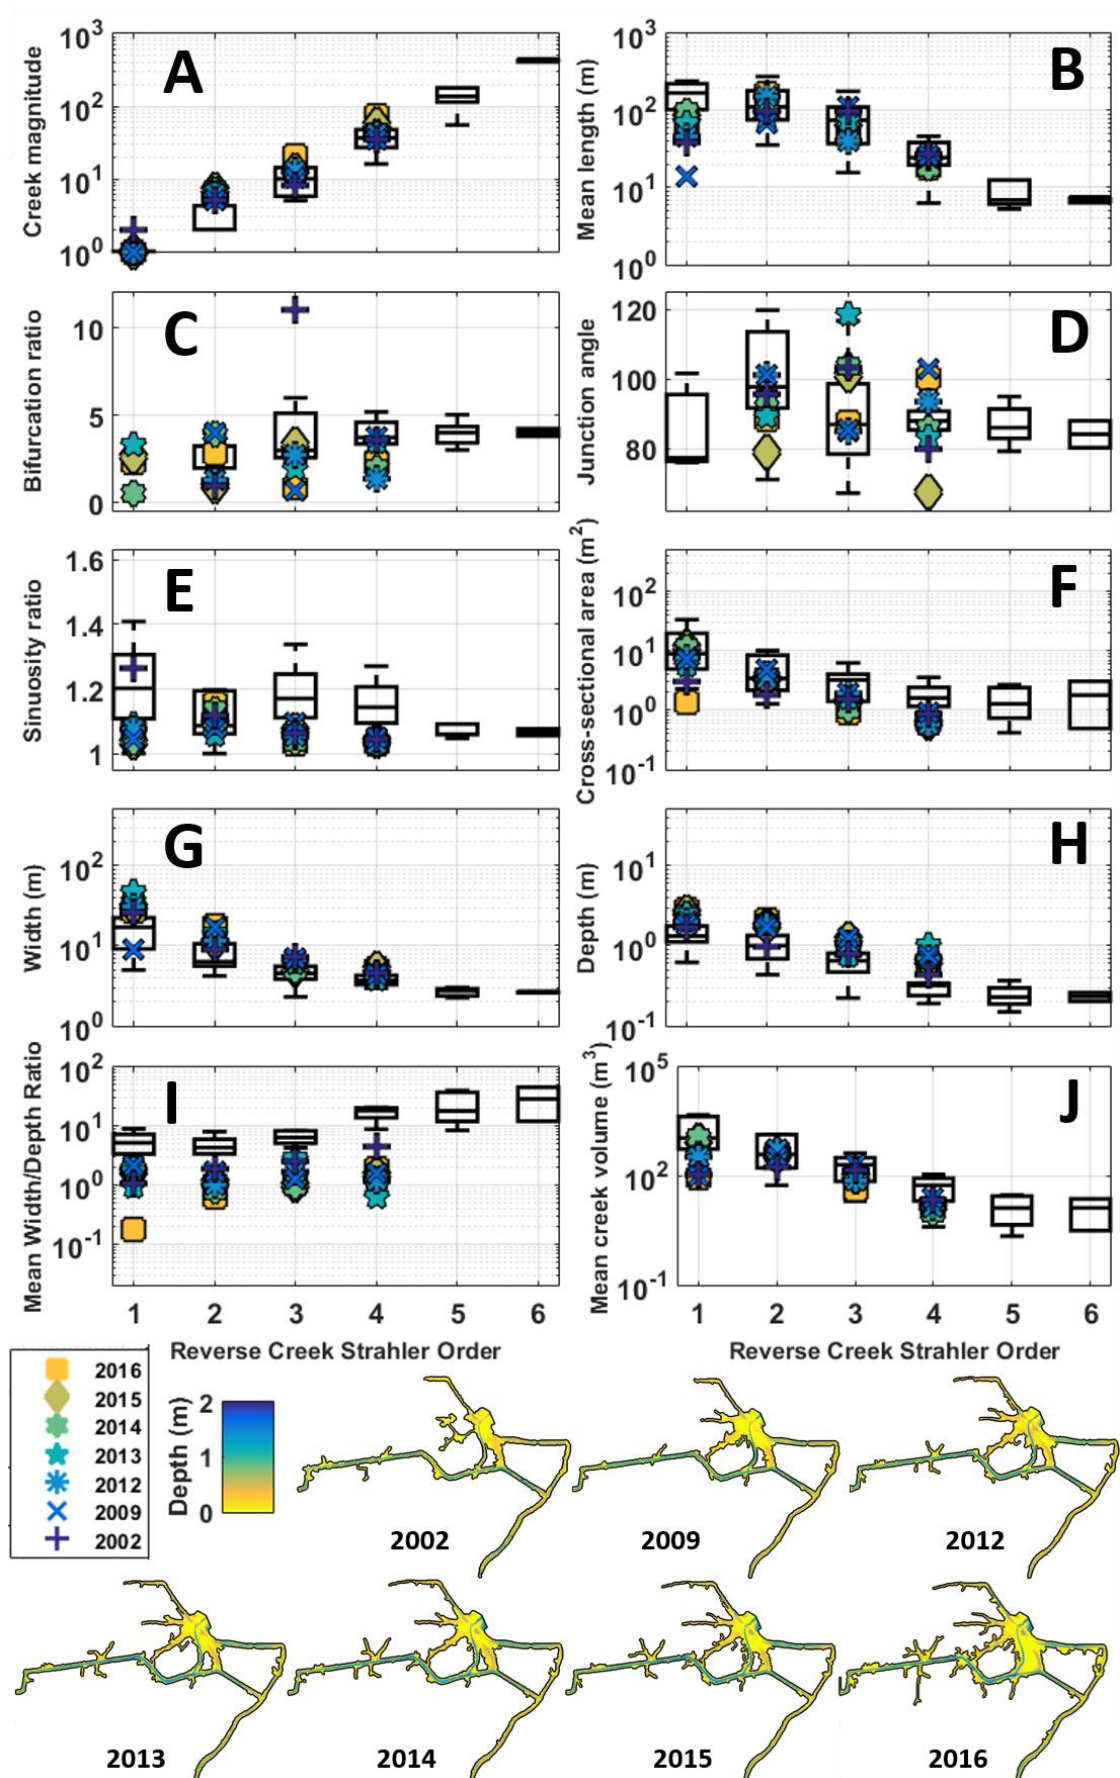 A
Creek magnitude
10³
10²
10¹
10⁰
B
Mean length (m)
10³
10²
10¹
10⁰
C
Bifurcation ratio
10
5
0
D
Junction angle
120
100
80
E
Sinuosity ratio
1.6
1.4
1.2
1
F
Cross-sectional area (m²)
10²
10¹
10⁰
10⁻¹
G
Width (m)
10²
10¹
10⁰
H
Depth (m)
10¹
10⁰
10⁻¹
I
Mean Width/Depth Ratio
10²
10¹
10⁰
10⁻¹
1 2 3 4 5 6
Reverse Creek Strahler Order
J
Mean creek volume (m³)
10⁵
10²
10⁻¹
1 2 3 4 5 6
Reverse Creek Strahler Order
2016
2015
2014
2013
2012
2009
2002
Depth (m)
2
1
0
2002 2009 2012
2013 2014 2015 2016